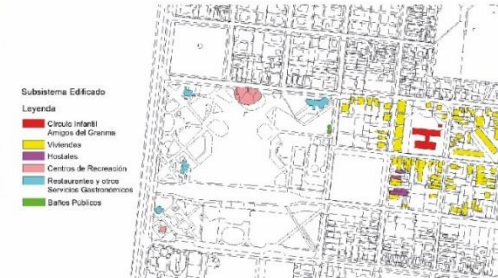 Subsistema Edificado
Leyenda
Círculo Infantil
Amigos del Granma
Viviendas
Hostales
Centros de Recreación
Restaurantes y otros
Servicios Gastronómicos
Baños Públicos